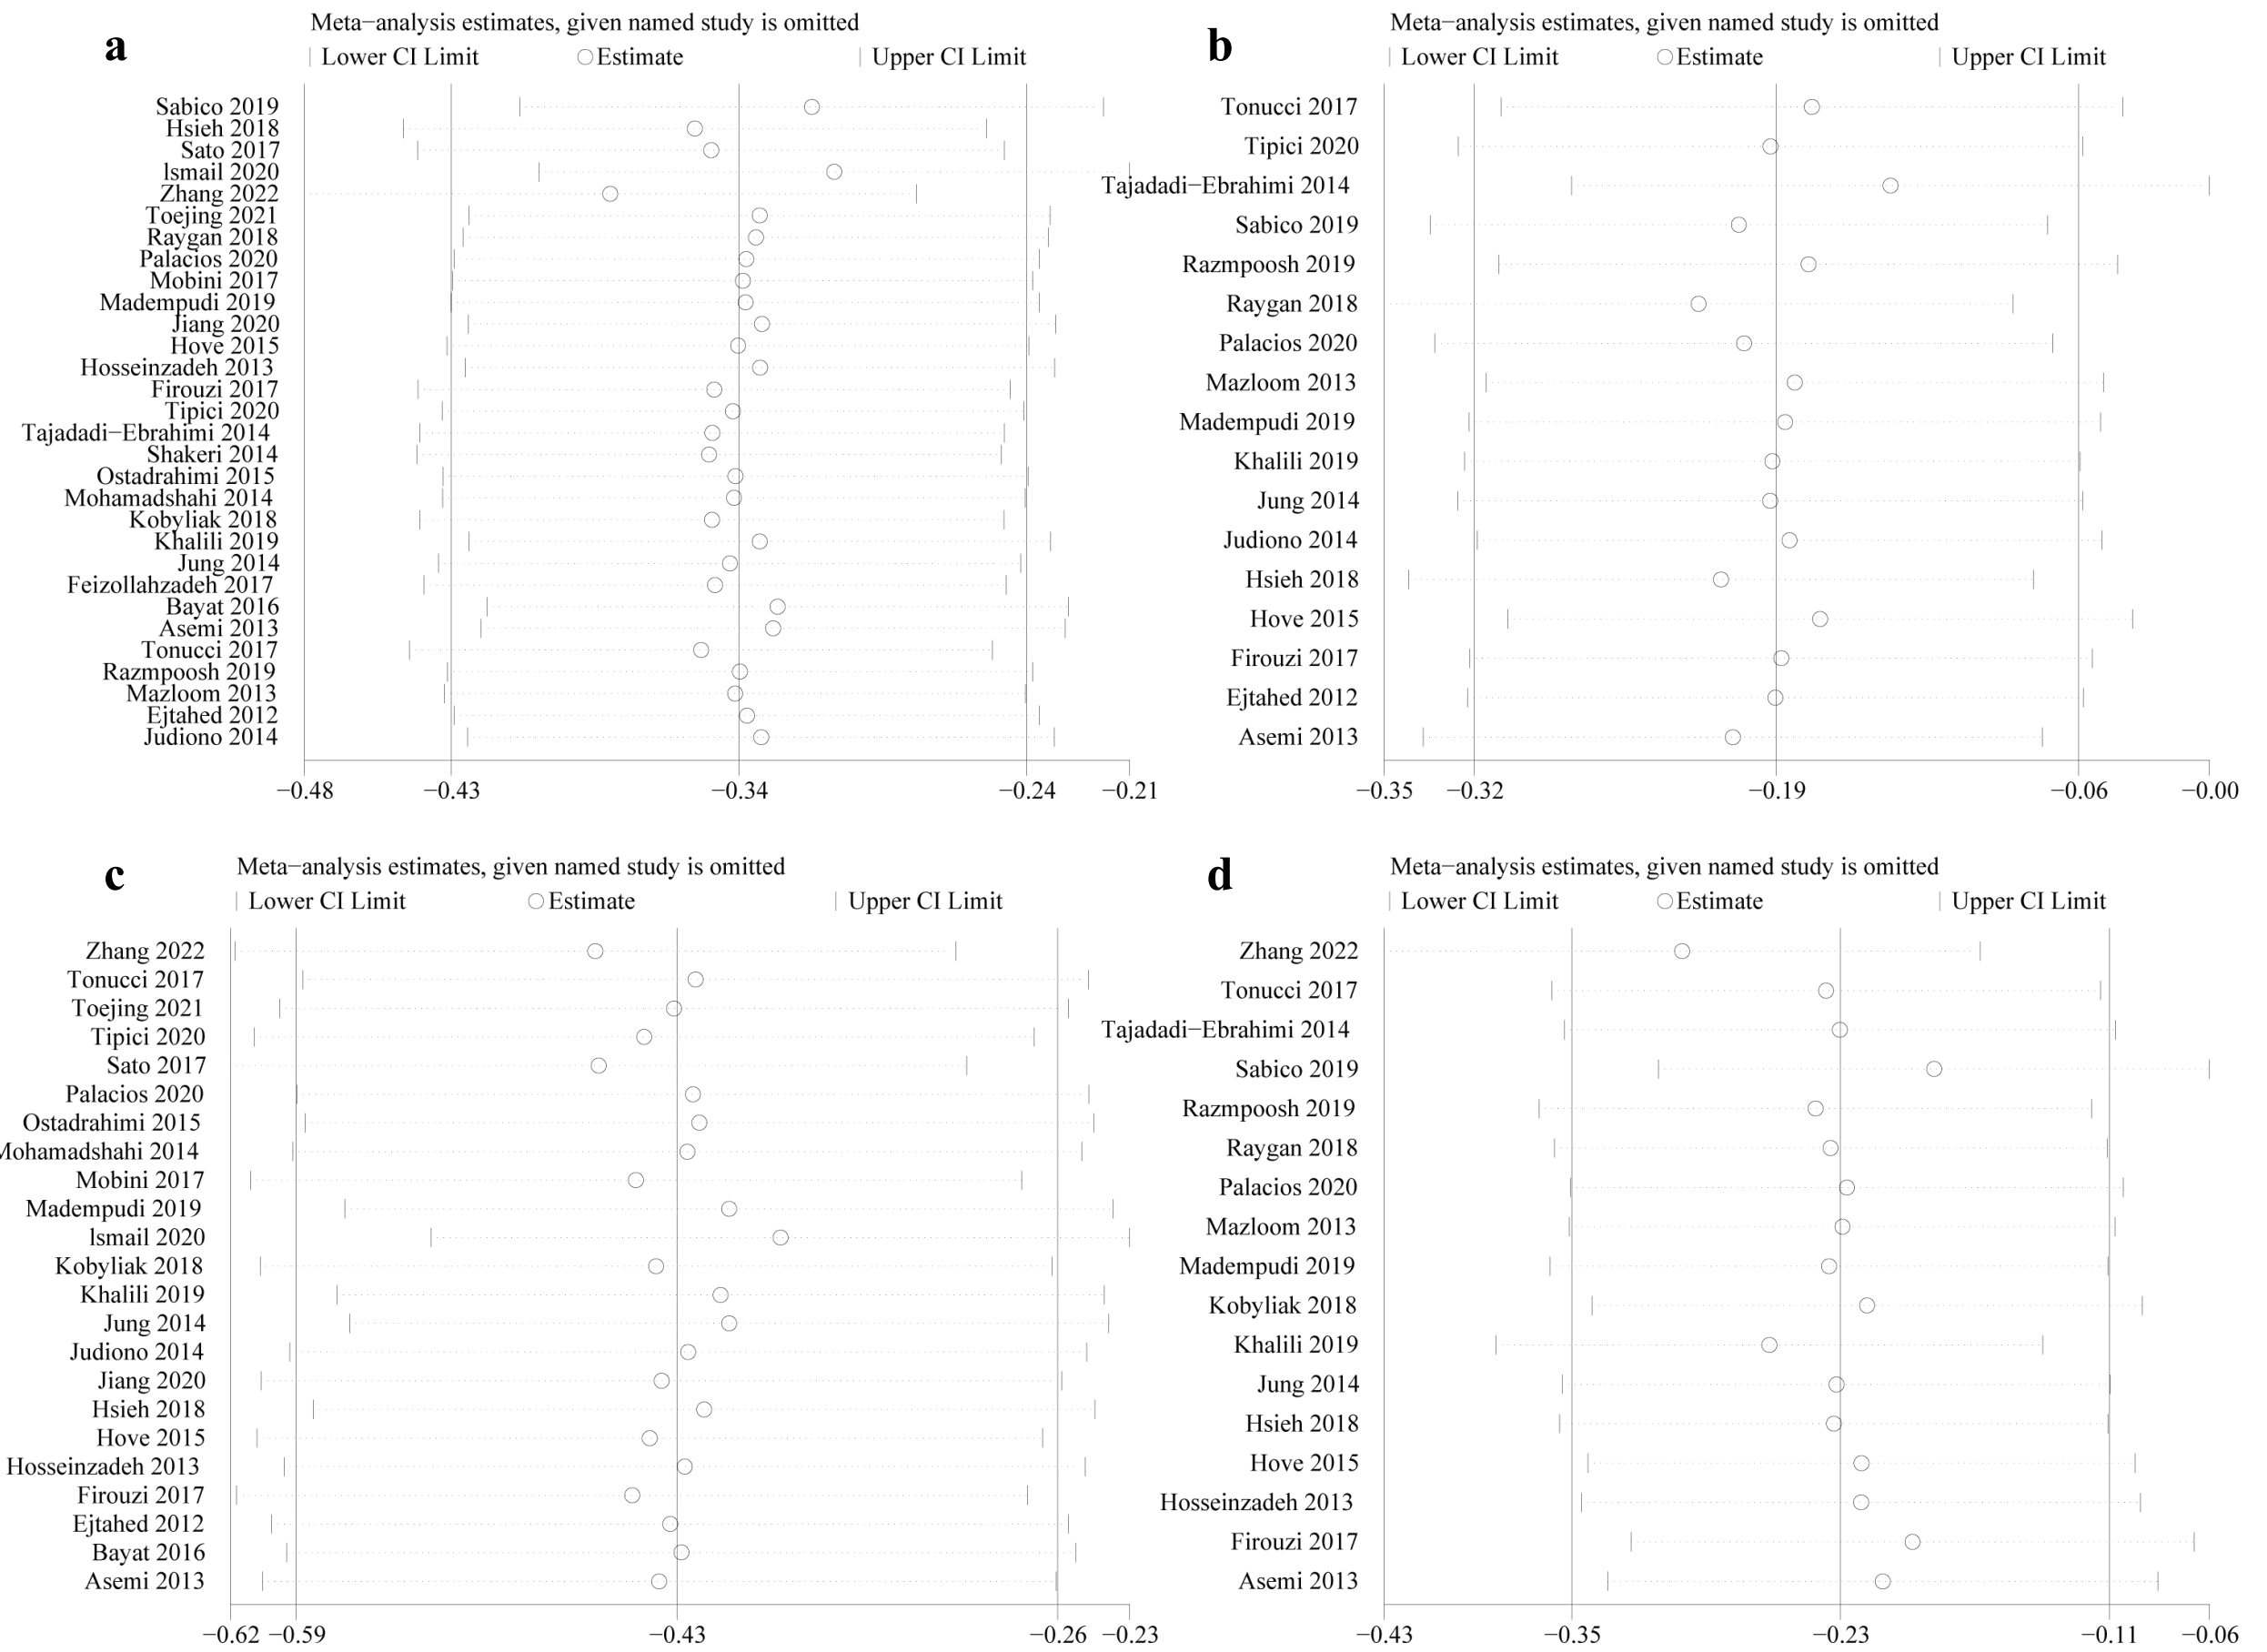 a
Meta−analysis estimates, given named study is omitted
Lower CI Limit Estimate Upper CI Limit
Sabico 2019
Hsieh 2018
Sato 2017
lsmail 2020
Zhang 2022
Toejing 2021
Raygan 2018
Palacios 2020
Mobini 2017
Madempudi 2019
Jiang 2020
Hove 2015
Hosseinzadeh 2013
Firouzi 2017
Tipici 2020
Tajadadi−Ebrahimi 2014
Shakeri 2014
Ostadrahimi 2015
Mohamadshahi 2014
Kobyliak 2018
Khalili 2019
Jung 2014
Feizollahzadeh 2017
Bayat 2016
Asemi 2013
Tonucci 2017
Razmpoosh 2019
Mazloom 2013
Ejtahed 2012
Judiono 2014
−0.48 −0.43 −0.34 −0.24 −0.21
b
Meta−analysis estimates, given named study is omitted
Lower CI Limit Estimate Upper CI Limit
Tonucci 2017
Tipici 2020
Tajadadi−Ebrahimi 2014
Sabico 2019
Razmpoosh 2019
Raygan 2018
Palacios 2020
Mazloom 2013
Madempudi 2019
Khalili 2019
Jung 2014
Judiono 2014
Hsieh 2018
Hove 2015
Firouzi 2017
Ejtahed 2012
Asemi 2013
−0.35 −0.32 −0.19 −0.06 −0.00
c
Meta−analysis estimates, given named study is omitted
Lower CI Limit Estimate Upper CI Limit
Zhang 2022
Tonucci 2017
Toejing 2021
Tipici 2020
Sato 2017
Palacios 2020
Ostadrahimi 2015
Mohamadshahi 2014
Mobini 2017
Madempudi 2019
lsmail 2020
Kobyliak 2018
Khalili 2019
Jung 2014
Judiono 2014
Jiang 2020
Hsieh 2018
Hove 2015
Hosseinzadeh 2013
Firouzi 2017
Ejtahed 2012
Bayat 2016
Asemi 2013
−0.62 −0.59 −0.43 −0.26 −0.23
d
Meta−analysis estimates, given named study is omitted
Lower CI Limit Estimate Upper CI Limit
Zhang 2022
Tonucci 2017
Tajadadi−Ebrahimi 2014
Sabico 2019
Razmpoosh 2019
Raygan 2018
Palacios 2020
Mazloom 2013
Madempudi 2019
Kobyliak 2018
Khalili 2019
Jung 2014
Hsieh 2018
Hove 2015
Hosseinzadeh 2013
Firouzi 2017
Asemi 2013
−0.43 −0.35 −0.23 −0.11 −0.06